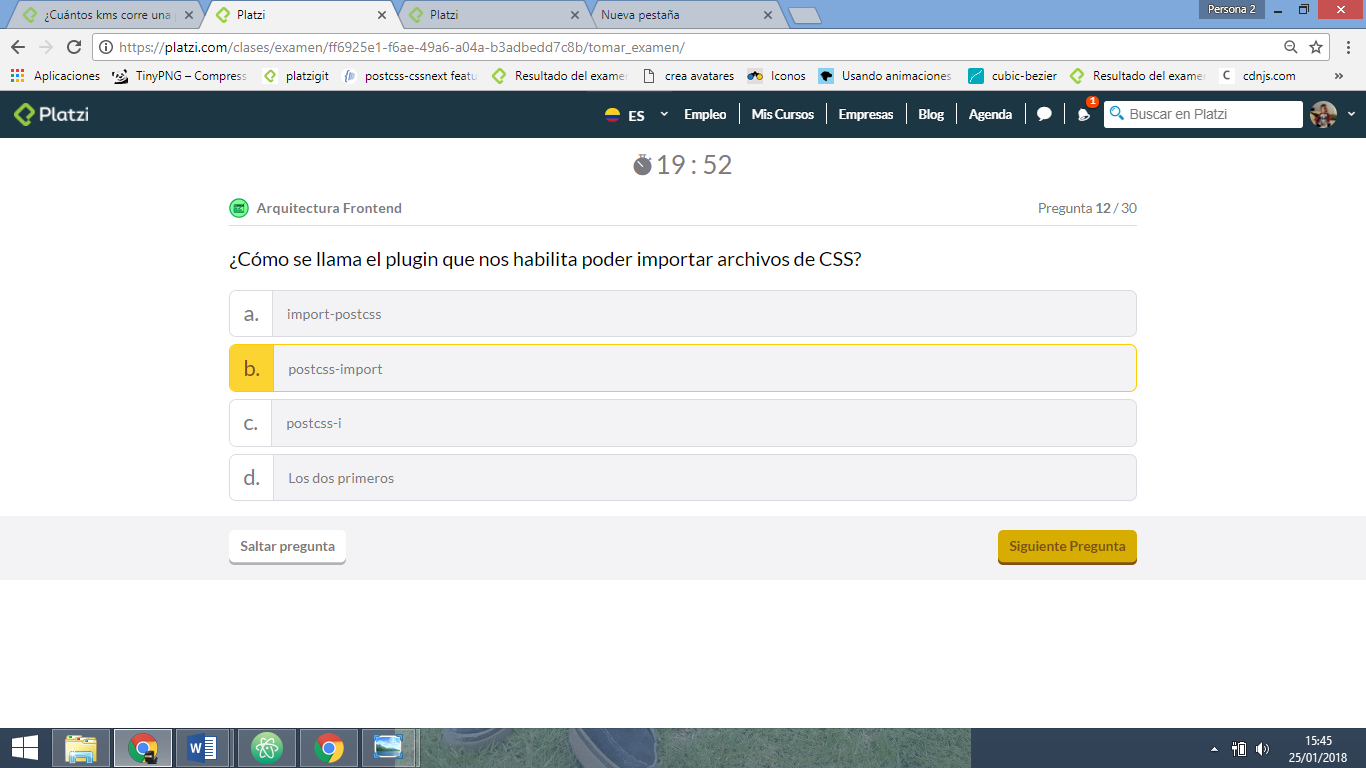 ¿Cuántos kms corre una
Platzi
Platzi
Nueva pestaña
Persona 2
https://platzi.com/clases/examen/ff6925e1-f6ae-49a6-a04a-b3adbedd7c8b/tomar_examen/
Aplicaciones
TinyPNG – Compress
platzigit
postcss-cssnext featu
Resultado del exame
crea avatares
Iconos
Usando animaciones
cubic-bezier
Resultado del exame
C cdnjs.com
»
Platzi
ES
Empleo
Mis Cursos
Empresas
Blog
Agenda
1
Buscar en Platzi
19 : 52
Arquitectura Frontend
Pregunta 12 / 30
¿Cómo se llama el plugin que nos habilita poder importar archivos de CSS?
a. import-postcss
b. postcss-import
c. postcss-i
d. Los dos primeros
Saltar pregunta
Siguiente Pregunta
15:45
25/01/2018